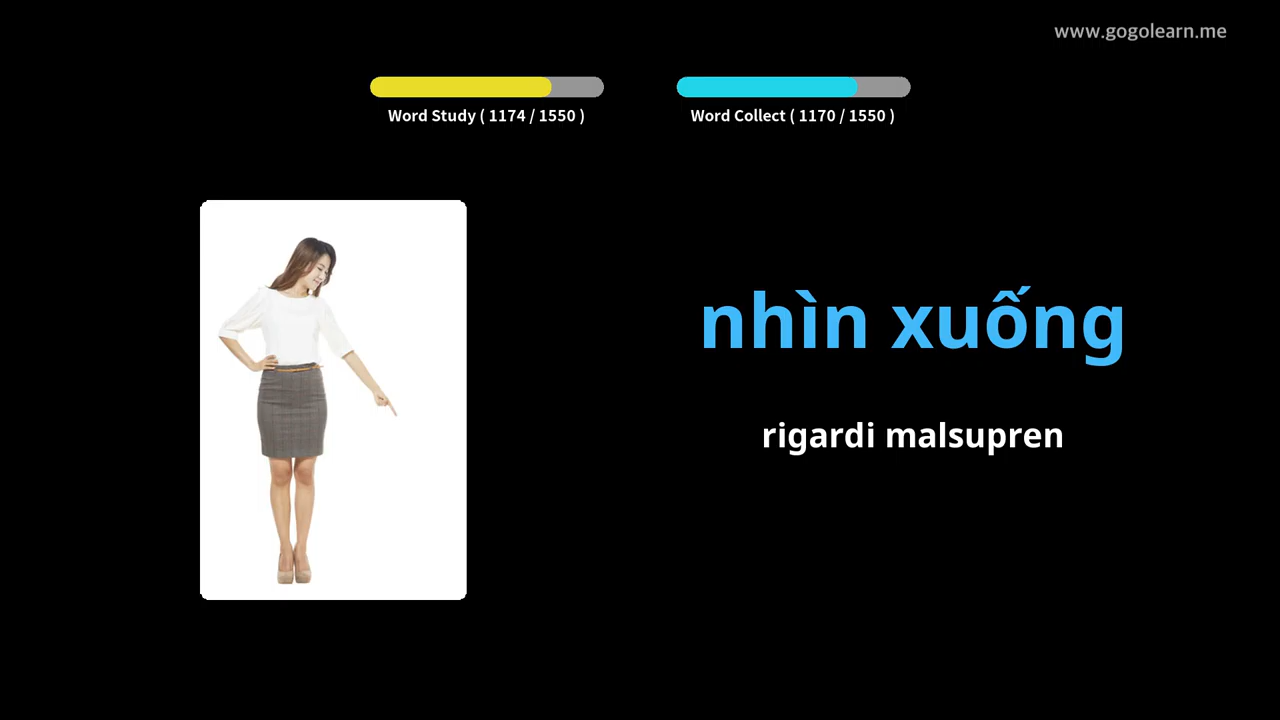 www.gogolearn.me
Word Study ( 1174 / 1550 )
Word Collect ( 1170 / 1550 )
nhìn xuống
rigardi malsupren